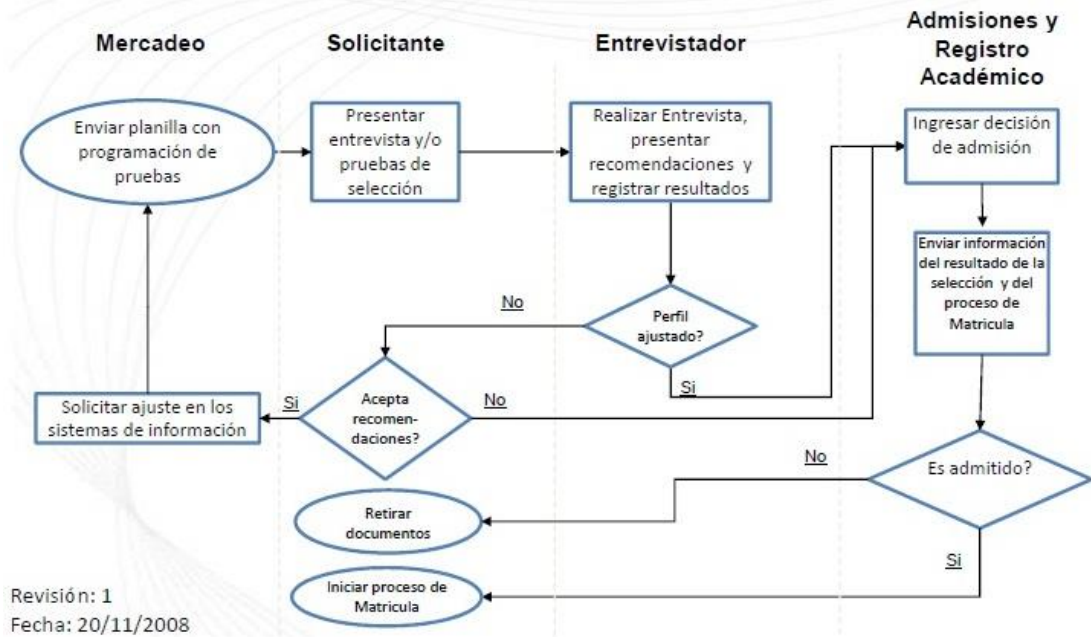 Mercadeo
Solicitante
Entrevistador
Admisiones y
Registro
Académico
Enviar planilla con
programación de
pruebas
Presentar
entrevista y/o
pruebas de
selección
Realizar Entrevista,
presentar
recomendaciones y
registrar resultados
Ingresar decisión
de admisión
Enviar información
del resultado de la
selección y del
proceso de
Matricula
No
Perfil
ajustado?
Si
Solicitar ajuste en los
sistemas de información
Si
Acepta
recomen-
daciones?
No
No
Es admitido?
Retirar
documentos
Si
Iniciar proceso de
Matricula
Revisión: 1
Fecha: 20/11/2008